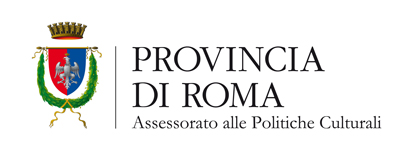 PROVINCIA
DI ROMA
Assessorato alle Politiche Culturali